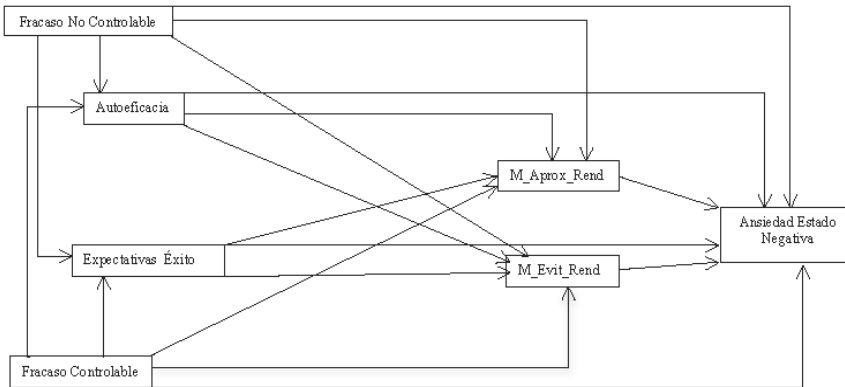 Fracaso No Controlable
Autoeficacia
M_Aprox_Rend
Ansiedad Estado
Negativa
Expectativas Éxito
M_Evit_Rend
Fracaso Controlable